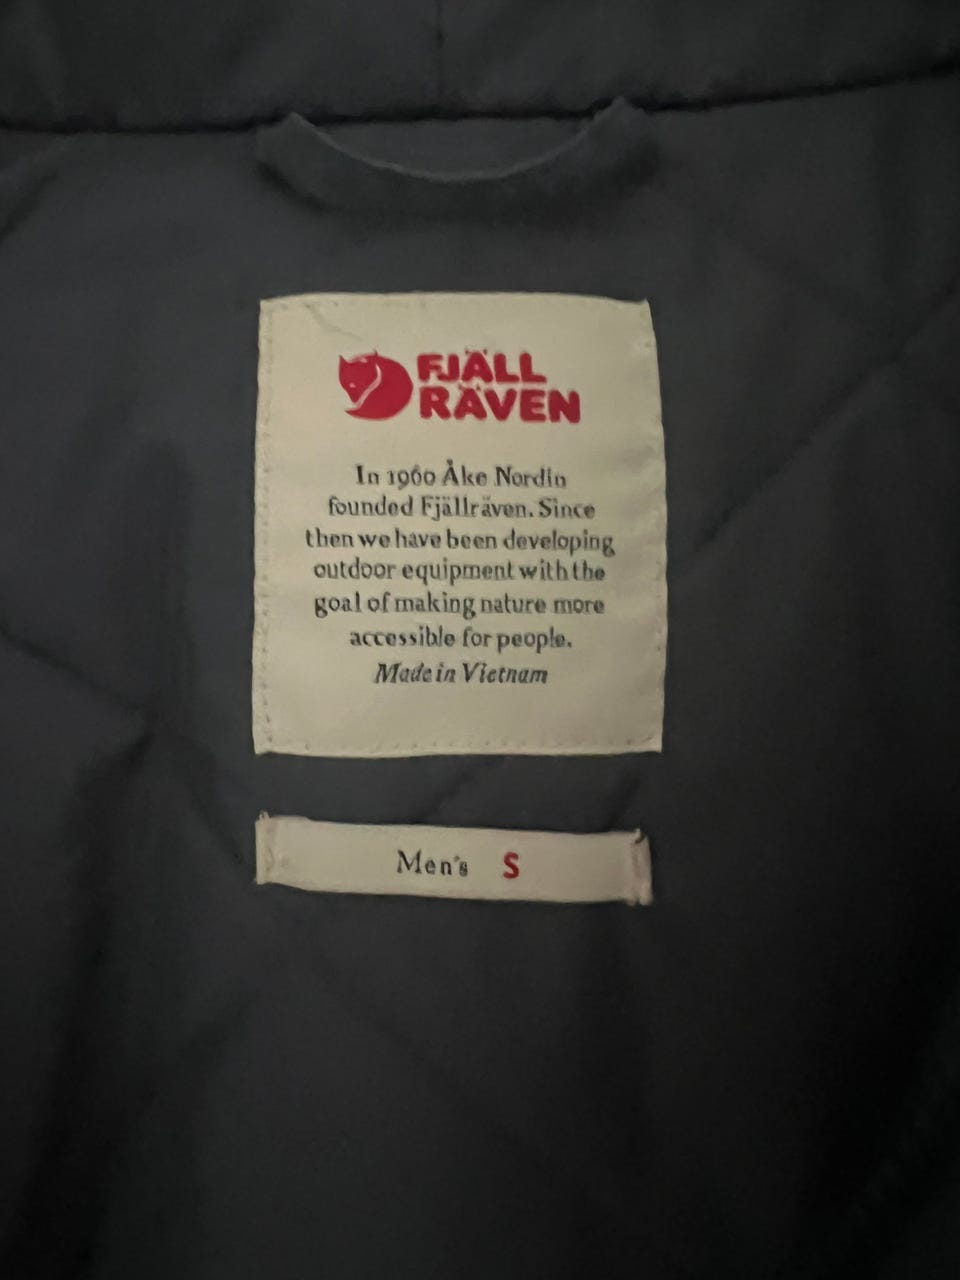 FJÄLL
RÄVEN
In 1960 Åke Nordin
founded Fjällräven. Since
then we have been developing
outdoor equipment with the
goal of making nature more
accessible for people.
Made in Vietnam
Men's S